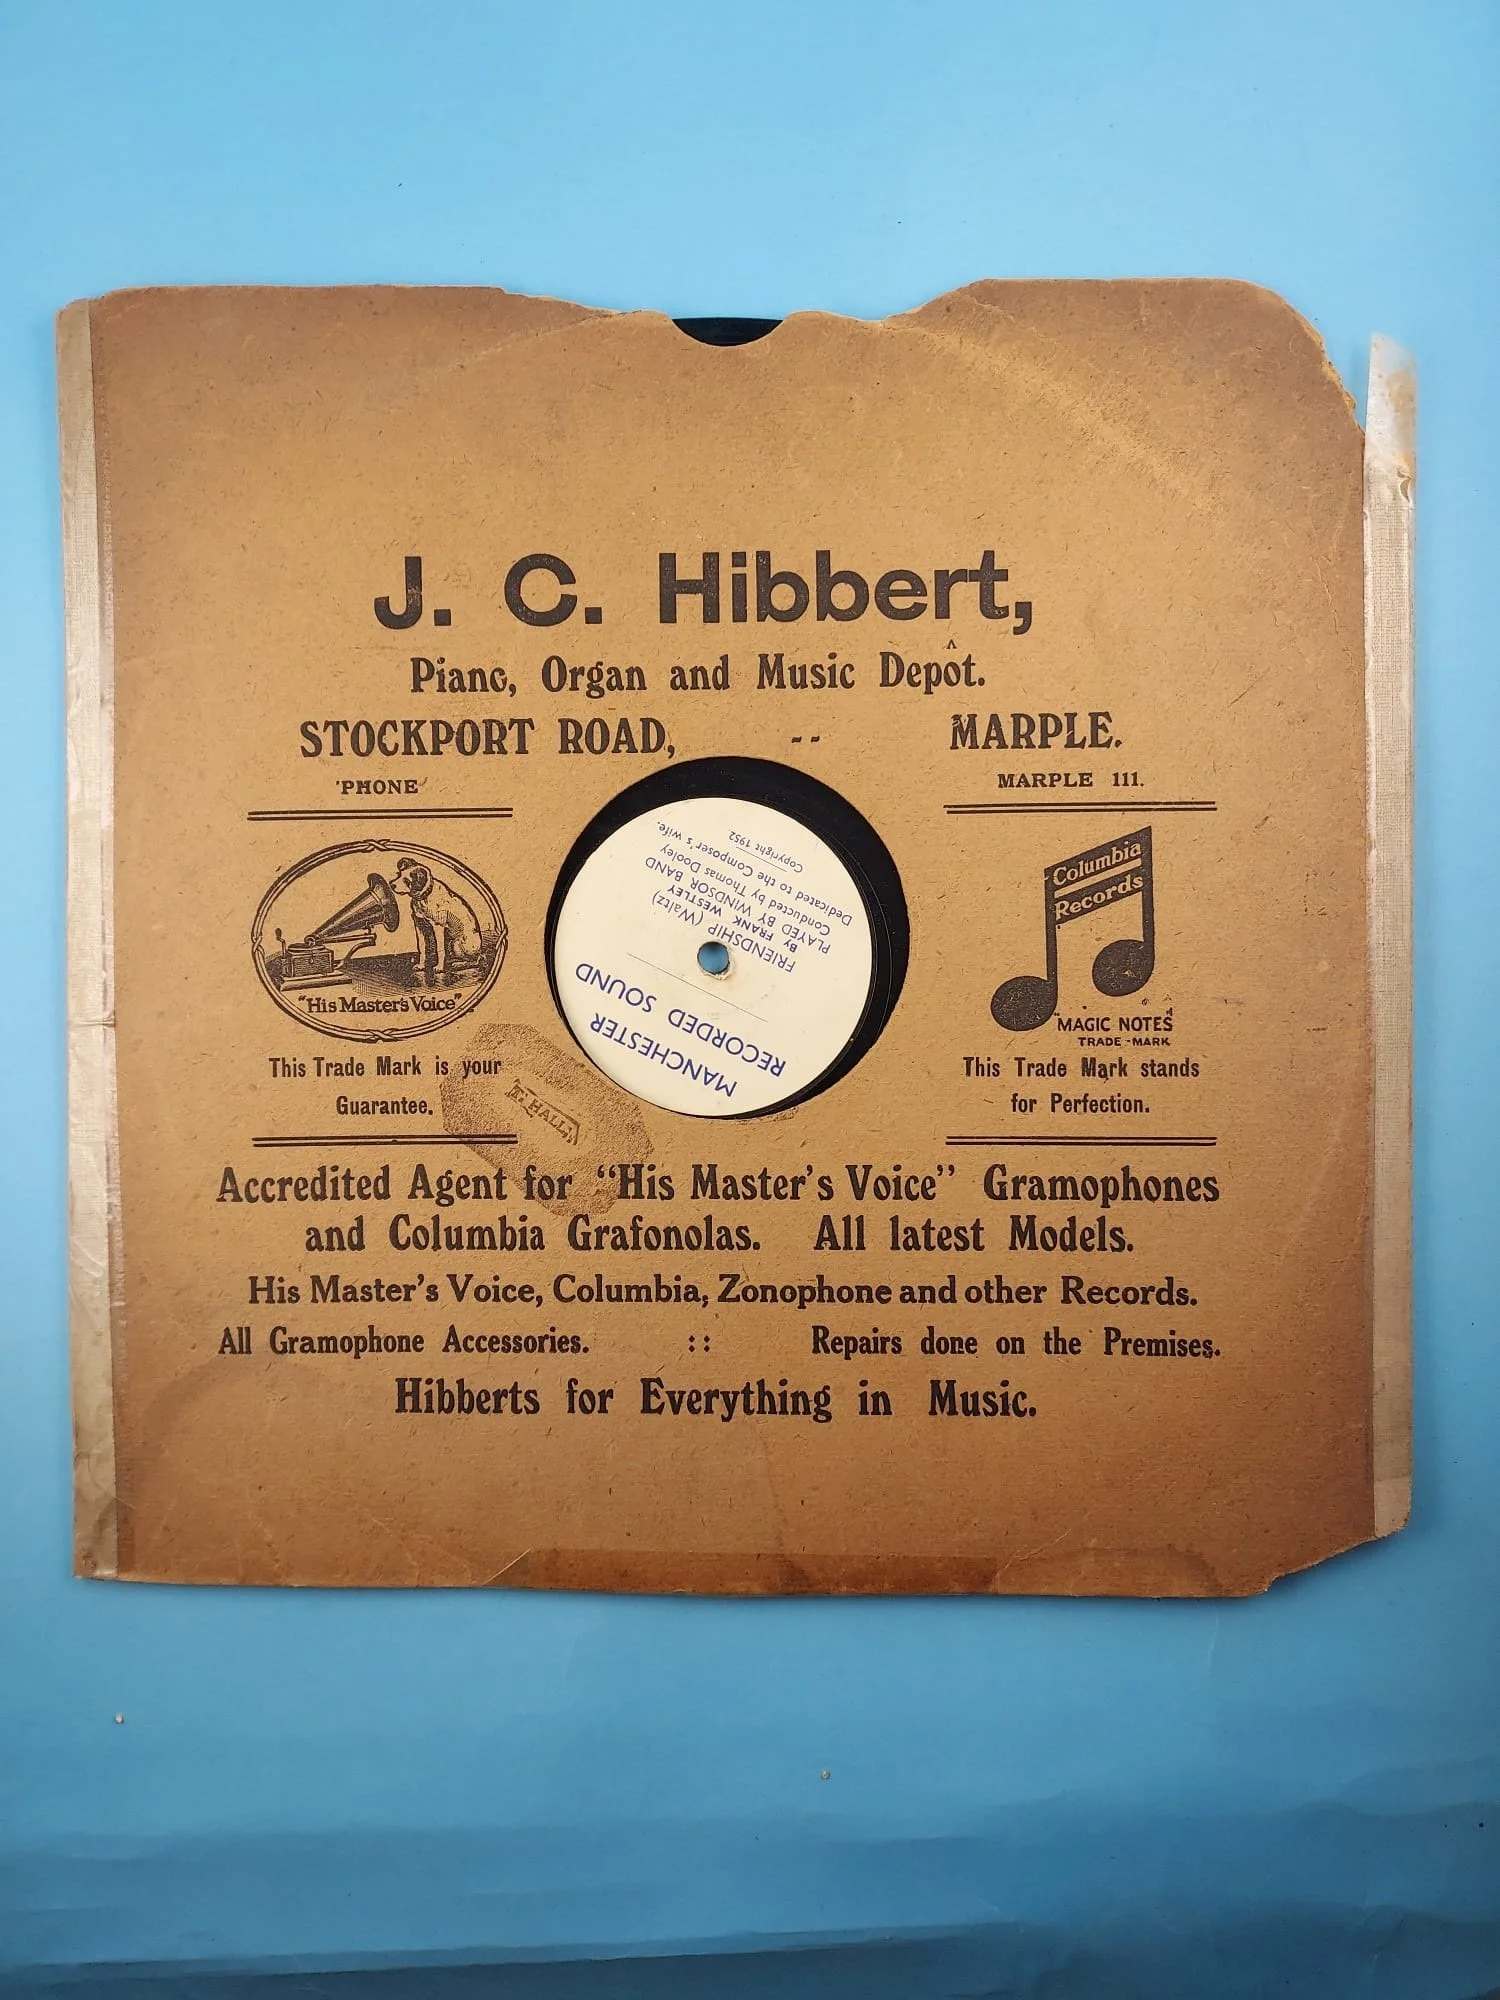 J. C. Hibbert,
Piano, Organ and Music Depôt.
STOCKPORT ROAD, -- MARPLE.
'PHONE MARPLE 111.
"His Master's Voice"
This Trade Mark is your
Guarantee.
MANCHESTER
RECORDED SOUND
FRIENDSHIP (Waltz)
By FRANK WESTLEY
PLAYED BY WINDSOR BAND
Conducted by Thomas Dooley
Dedicated to the Composer's wife.
Copyright 1952
Columbia
Records
"MAGIC NOTES"
TRADE-MARK
This Trade Mark stands
for Perfection.
T. HALL.
Accredited Agent for "His Master's Voice" Gramophones
and Columbia Grafonolas. All latest Models.
His Master's Voice, Columbia, Zonophone and other Records.
All Gramophone Accessories. :: Repairs done on the Premises.
Hibberts for Everything in Music.